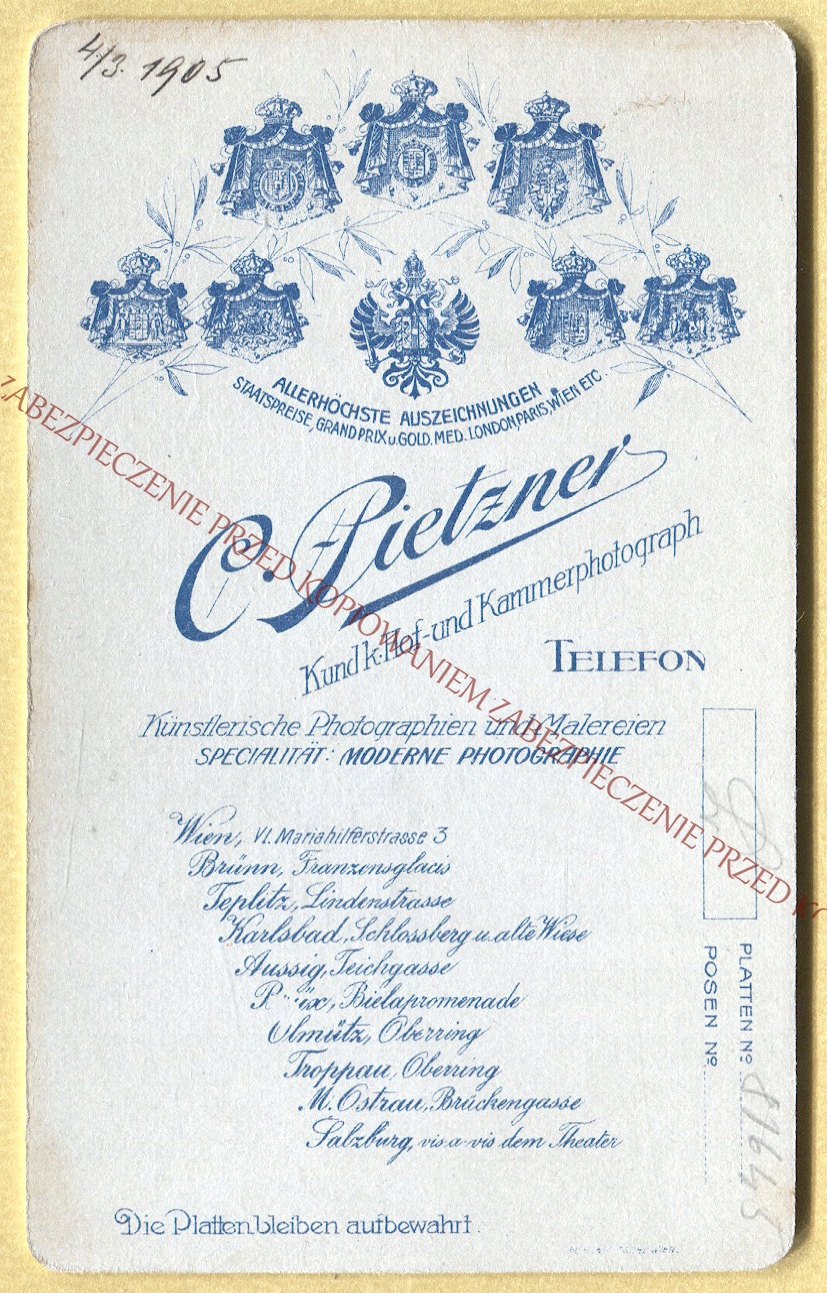 4/3. 1905
ALLERHÖCHSTE AUSZEICHNUNGEN
STAATSPREISE, GRAND PRIX u. GOLD. MED. LONDON, PARIS, WIEN ETC.
C. Pietzner
K und k. Hof- und Kammerphotograph
TELEFON
Künstlerische Photographien und Malereien
SPECIALITÄT: MODERNE PHOTOGRAPHIE
Wien, VI. Mariahilferstrasse 3
Brünn, Franzensglacis
Teplitz, Lindenstrasse
Karlsbad, Schlossberg u. alte Wiese
Aussig, Teichgasse
Bielapromenade
Olmütz, Oberring
Troppau, Oberring
M. Ostrau, Brückengasse
Salzburg, vis-a-vis dem Theater
PLATTEN No
POSEN No
Die Platten bleiben aufbewahrt.
ZABEZPIECZENIE PRZED KOPIOWANIEM ZABEZPIECZENIE PRZED